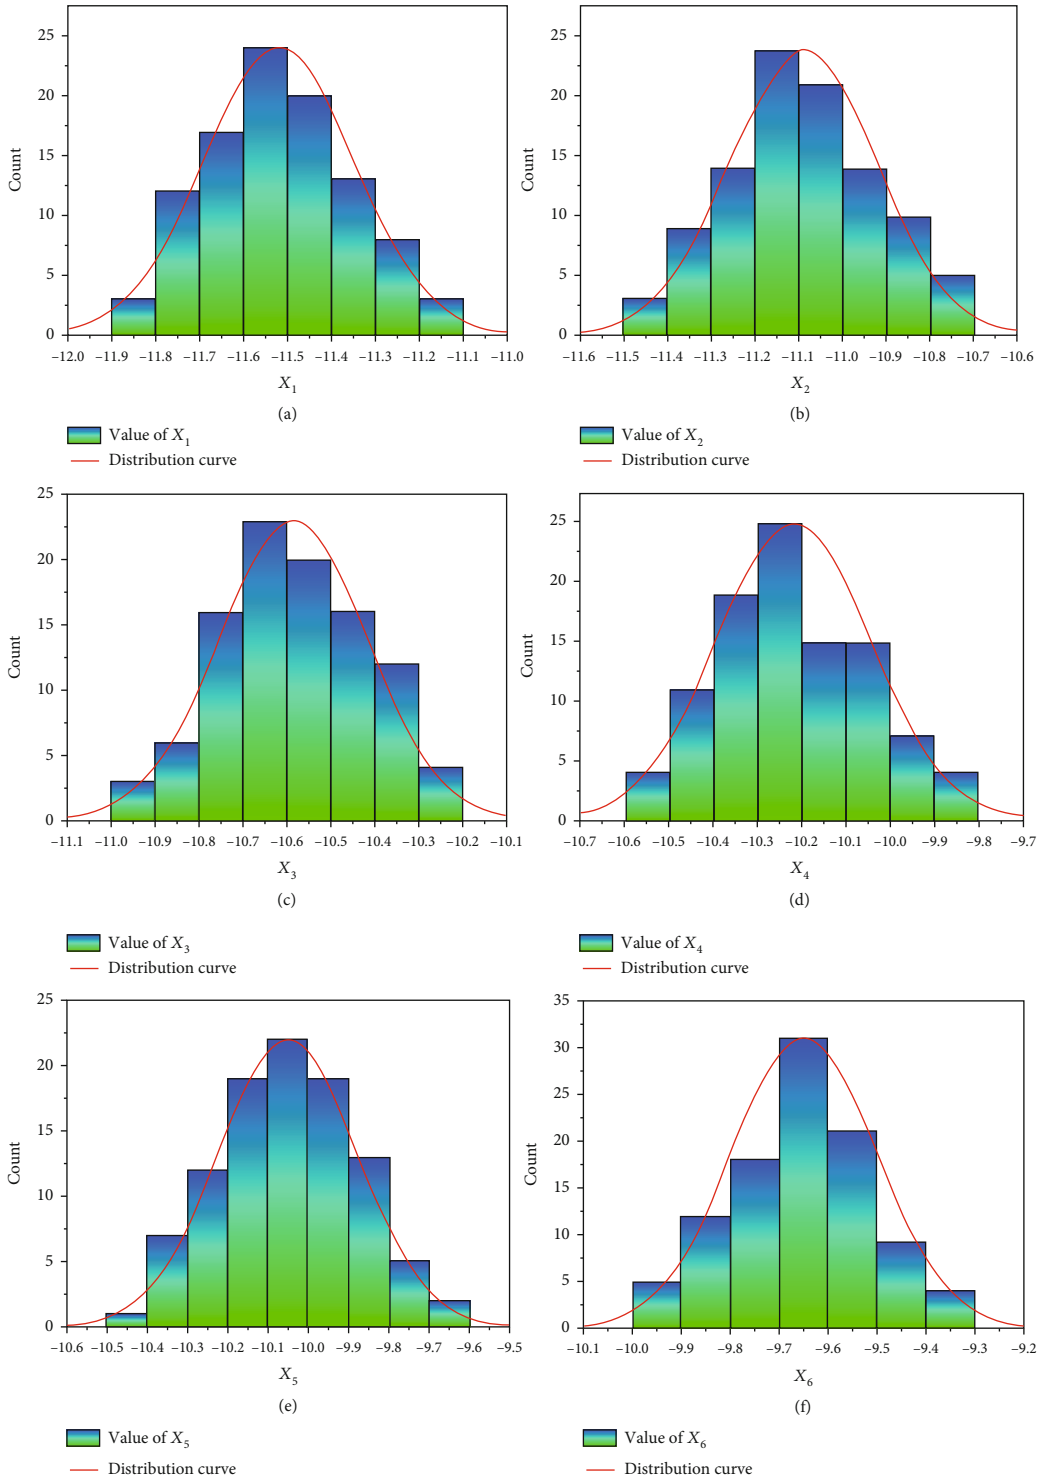 25
20
15
10
5
0
Count
−12.0 −11.9 −11.8 −11.7 −11.6 −11.5 −11.4 −11.3 −11.2 −11.1 −11.0
X1
(a)
Value of X1
Distribution curve
25
20
15
10
5
0
Count
−11.6 −11.5 −11.4 −11.3 −11.2 −11.1 −11.0 −10.9 −10.8 −10.7 −10.6
X2
(b)
Value of X2
Distribution curve
25
20
15
10
5
0
Count
−11.1 −11.0 −10.9 −10.8 −10.7 −10.6 −10.5 −10.4 −10.3 −10.2 −10.1
X3
(c)
Value of X3
Distribution curve
25
20
15
10
5
0
Count
−10.7 −10.6 −10.5 −10.4 −10.3 −10.2 −10.1 −10.0 −9.9 −9.8 −9.7
X4
(d)
Value of X4
Distribution curve
25
20
15
10
5
0
Count
−10.6 −10.5 −10.4 −10.3 −10.2 −10.1 −10.0 −9.9 −9.8 −9.7 −9.6 −9.5
X5
(e)
Value of X5
Distribution curve
35
30
25
20
15
10
5
0
Count
−10.1 −10.0 −9.9 −9.8 −9.7 −9.6 −9.5 −9.4 −9.3 −9.2
X6
(f)
Value of X6
Distribution curve